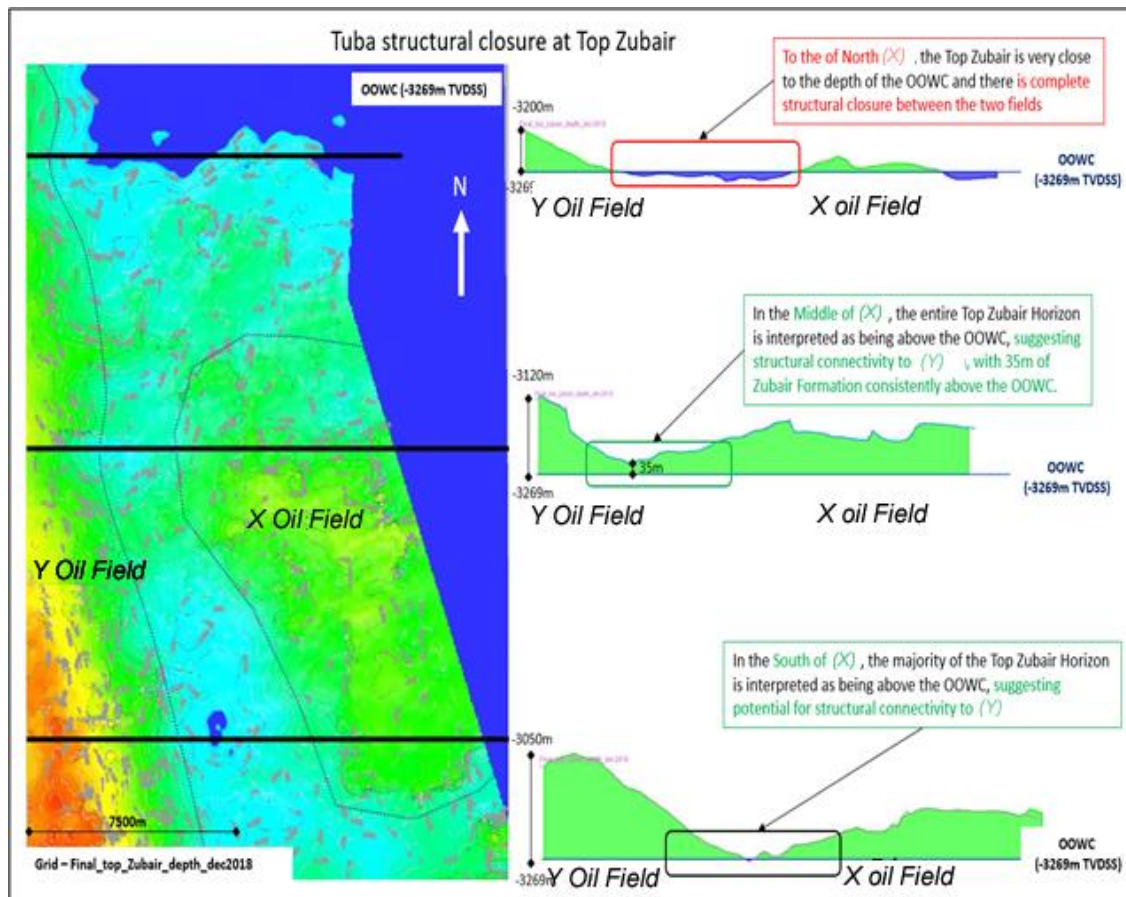 Tuba structural closure at Top Zubair
OOWC (-3269m TVDSS)
N
X Oil Field
Y Oil Field
7500m
Grid – Final_top_Zubair_depth_dec2018
To the of North (X) , the Top Zubair is very close
to the depth of the OOWC and there is complete
structural closure between the two fields
-3200m
OOWC
(-3269m TVDSS)
Y Oil Field
X oil Field
In the Middle of (X) , the entire Top Zubair Horizon
is interpreted as being above the OOWC, suggesting
structural connectivity to (Y) , with 35m of
Zubair Formation consistently above the OOWC.
-3120m
35m
-3269m
OOWC
(-3269m TVDSS)
Y Oil Field
X oil Field
In the South of (X) , the majority of the Top Zubair Horizon
is interpreted as being above the OOWC, suggesting
potential for structural connectivity to (Y)
-3050m
-3269m
OOWC
(-3269m TVDSS)
Y Oil Field
X oil Field